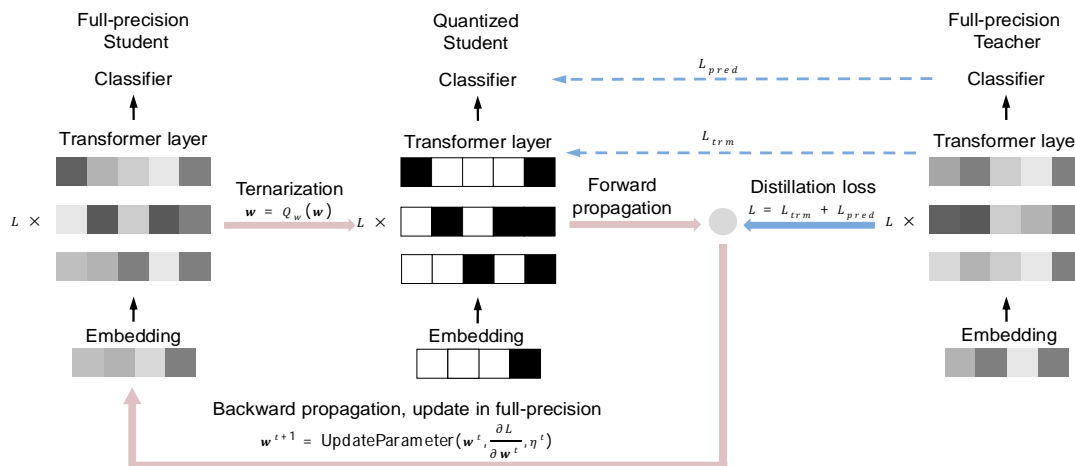 Full-precision
Student
Quantized
Student
Full-precision
Teacher
Classifier
Classifier
L_pred
Classifier
Transformer layer
Transformer layer
L_trm
Transformer laye
Ternarization
w = Q_w(w)
Forward
propagation
Distillation loss
L = L_trm + L_pred
L ×
L ×
L ×
Embedding
Embedding
Embedding
Backward propagation, update in full-precision
w^{t+1} = UpdateParameter(w^t, ∂L/∂w^t, η^t)